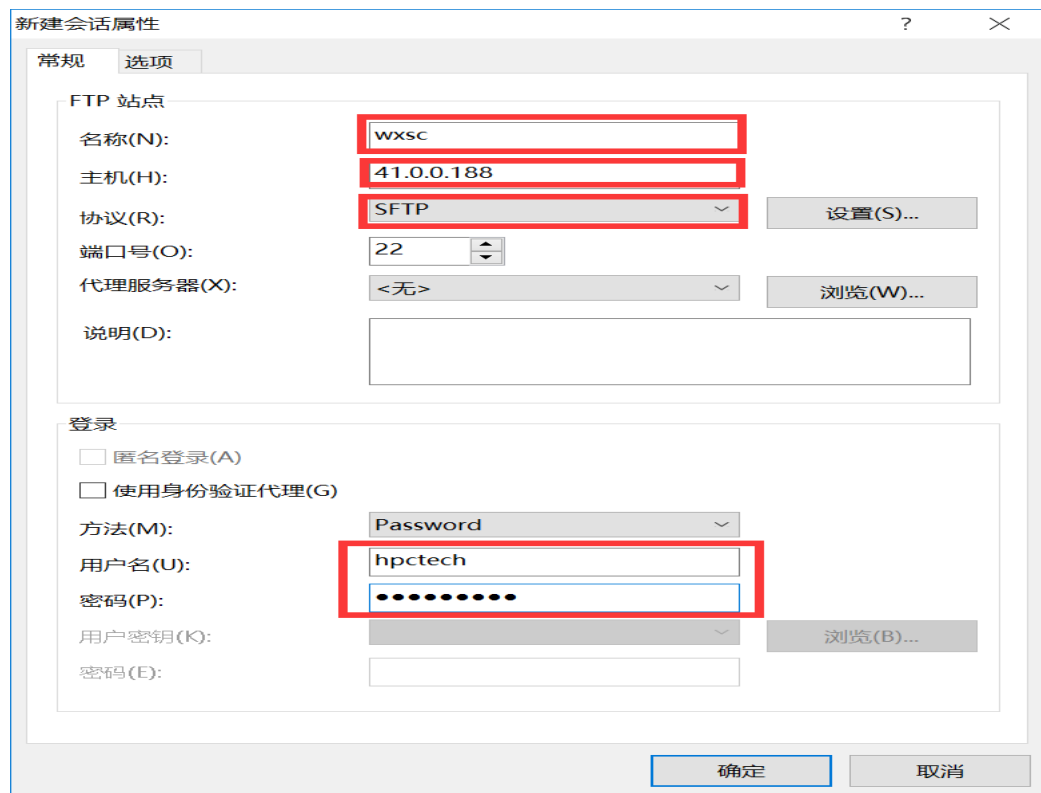 新建会话属性
常规 选项
FTP 站点
名称(N): wxsc
主机(H): 41.0.0.188
协议(R): SFTP 设置(S)...
端口号(O): 22
代理服务器(X): <无> 浏览(W)...
说明(D):
登录
匿名登录(A)
使用身份验证代理(G)
方法(M): Password
用户名(U): hpctech
密码(P): ●●●●●●●●●
用户密钥(K): 浏览(B)...
密码(E):
确定 取消